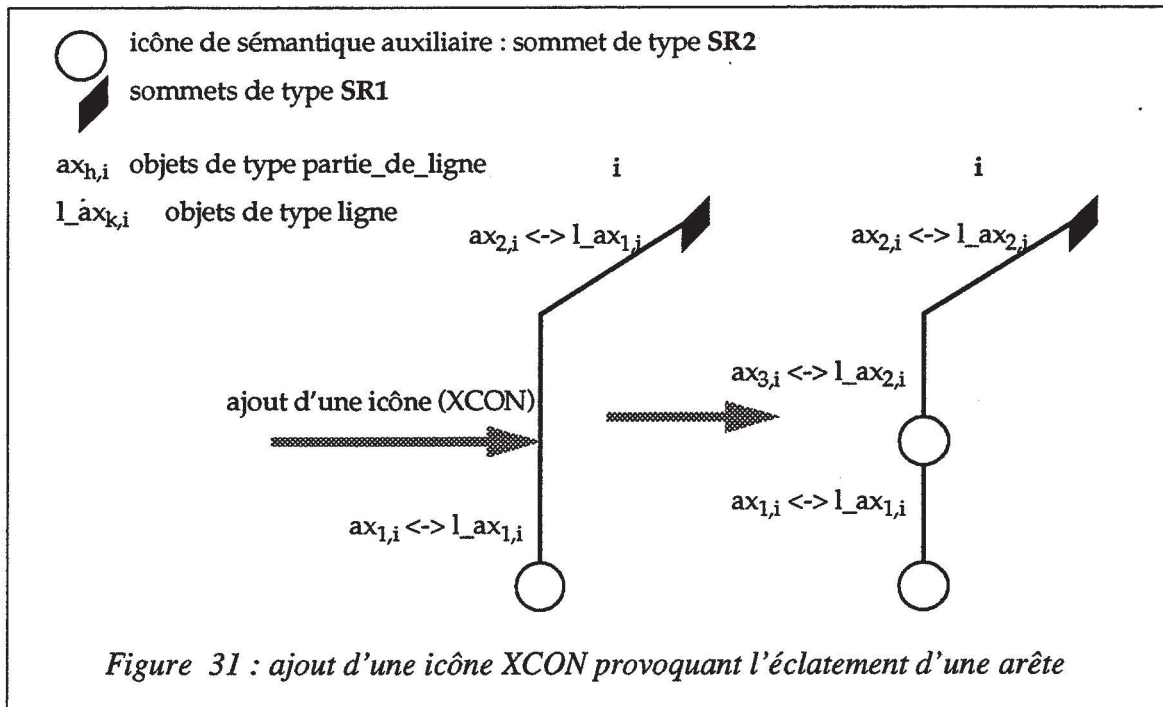 icône de sémantique auxiliaire : sommet de type SR2
sommets de type SR1
ax_{h,i} objets de type partie_de_ligne
l_ax_{k,i} objets de type ligne
i
i
ax_{2,i} <-> l_ax_{1,i}
ax_{2,i} <-> l_ax_{2,i}
ax_{3,i} <-> l_ax_{2,i}
ajout d'une icône (XCON)
ax_{1,i} <-> l_ax_{1,i}
ax_{1,i} <-> l_ax_{1,i}
Figure 31 : ajout d'une icône XCON provoquant l'éclatement d'une arête